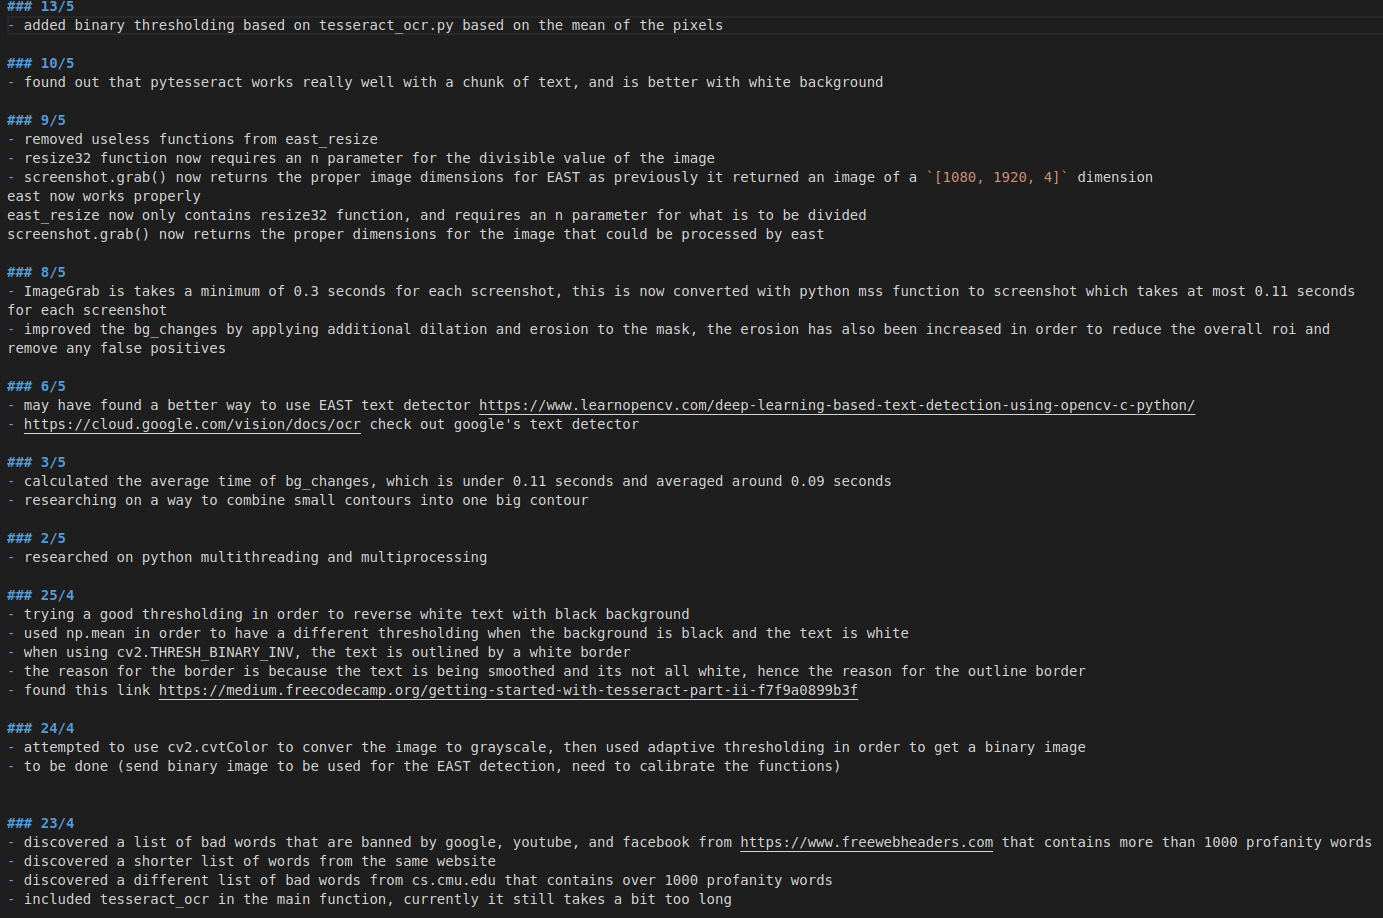 ### 13/5
- added binary thresholding based on tesseract_ocr.py based on the mean of the pixels
### 10/5
- found out that pytesseract works really well with a chunk of text, and is better with white background
### 9/5
- removed useless functions from east_resize
- resize32 function now requires an n parameter for the divisible value of the image
- screenshot.grab() now returns the proper image dimensions for EAST as previously it returned an image of a `[1080, 1920, 4]` dimension
east now works properly
east_resize now only contains resize32 function, and requires an n parameter for what is to be divided
screenshot.grab() now returns the proper dimensions for the image that could be processed by east
### 8/5
- ImageGrab is takes a minimum of 0.3 seconds for each screenshot, this is now converted with python mss function to screenshot which takes at most 0.11 seconds
for each screenshot
- improved the bg_changes by applying additional dilation and erosion to the mask, the erosion has also been increased in order to reduce the overall roi and
remove any false positives
### 6/5
- may have found a better way to use EAST text detector https://www.learnopencv.com/deep-learning-based-text-detection-using-opencv-c-python/
- https://cloud.google.com/vision/docs/ocr check out google's text detector
### 3/5
- calculated the average time of bg_changes, which is under 0.11 seconds and averaged around 0.09 seconds
- researching on a way to combine small contours into one big contour
### 2/5
- researched on python multithreading and multiprocessing
### 25/4
- trying a good thresholding in order to reverse white text with black background
- used np.mean in order to have a different thresholding when the background is black and the text is white
- when using cv2.THRESH_BINARY_INV, the text is outlined by a white border
- the reason for the border is because the text is being smoothed and its not all white, hence the reason for the outline border
- found this link https://medium.freecodecamp.org/getting-started-with-tesseract-part-ii-f7f9a0899b3f
### 24/4
- attempted to use cv2.cvtColor to conver the image to grayscale, then used adaptive thresholding in order to get a binary image
- to be done (send binary image to be used for the EAST detection, need to calibrate the functions)
### 23/4
- discovered a list of bad words that are banned by google, youtube, and facebook from https://www.freewebheaders.com that contains more than 1000 profanity words
- discovered a shorter list of words from the same website
- discovered a different list of bad words from cs.cmu.edu that contains over 1000 profanity words
- included tesseract_ocr in the main function, currently it still takes a bit too long